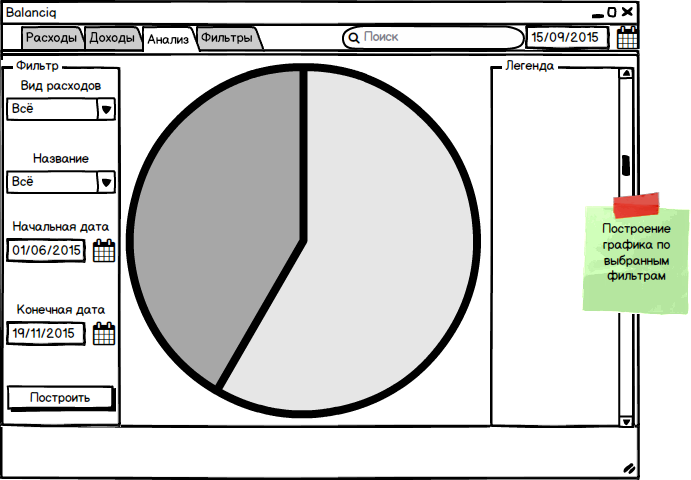 Balanciq
Расходы Доходы Анализ Фильтры Поиск 15/09/2015
Фильтр
Вид расходов
Всё
Название
Всё
Начальная дата
01/06/2015
Конечная дата
19/11/2015
Построить
Легенда
Построение
графика по
выбранным
фильтрам